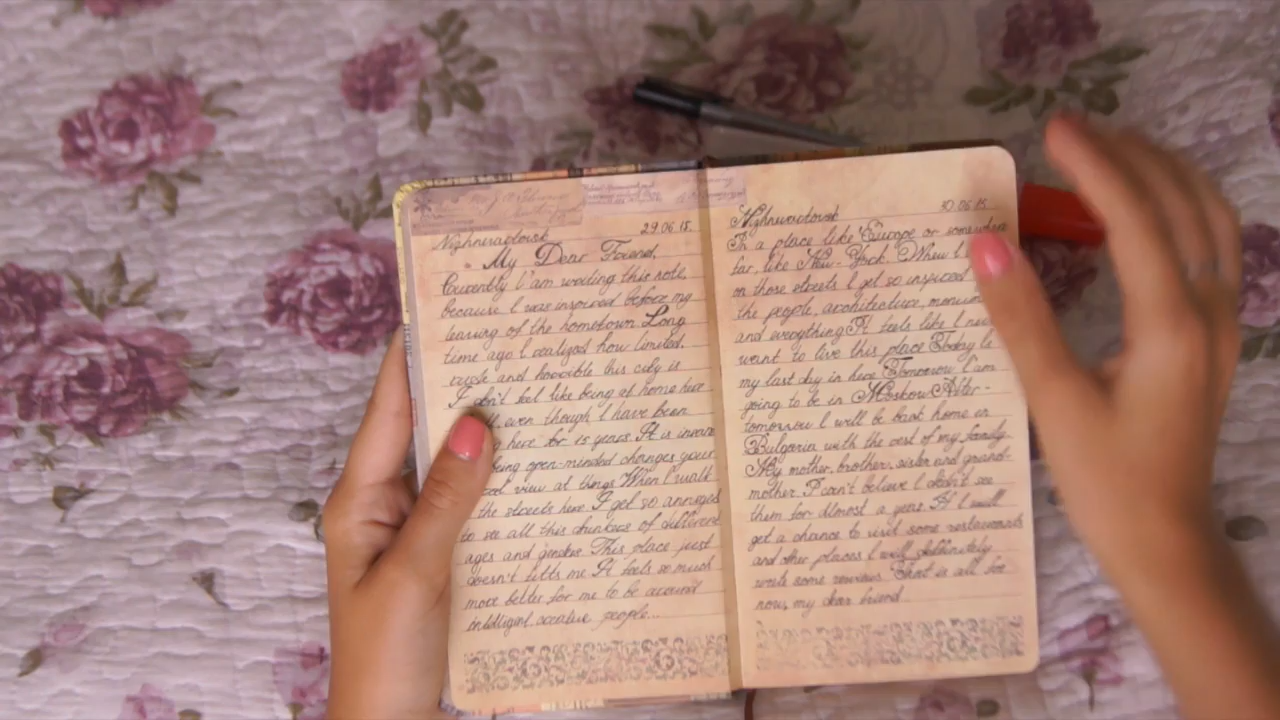 29.06.15.
My Dear Friend,
Currently I'am writing this note,
because I was inspired before my
leaving of the hometown. Long
time ago I realized how limited,
rude and horrible this city is
I don't feel like being at home here
even though I have been
here for 15 years. It is
being open-minded changes your
view at things. When I walk
the streets here I get so annoyed
to see all this drinkers of different
ages and genders. This place just
doesn't letts me. It feels so much
more better for me to be around
intelligent creative people...
30.06.15.
In a place like Europe or somewhere
far, like New-York. When I
on those streets I get so inspired
the people, architecture,
and everything. It feels like I
want to live this place. Today
my last day in here. Tomorrow I am
going to be in Moskow. After-
tomorrow I will be back home in
Bulgaria with the rest of my family.
My mother, brother, sister and grand-
mother. I can't believe I didn't see
them for almost a year. If I will
get a chance to visit some restaurants
and other places I will deffinitely
write some reviews. That is all for
now, my dear friend.